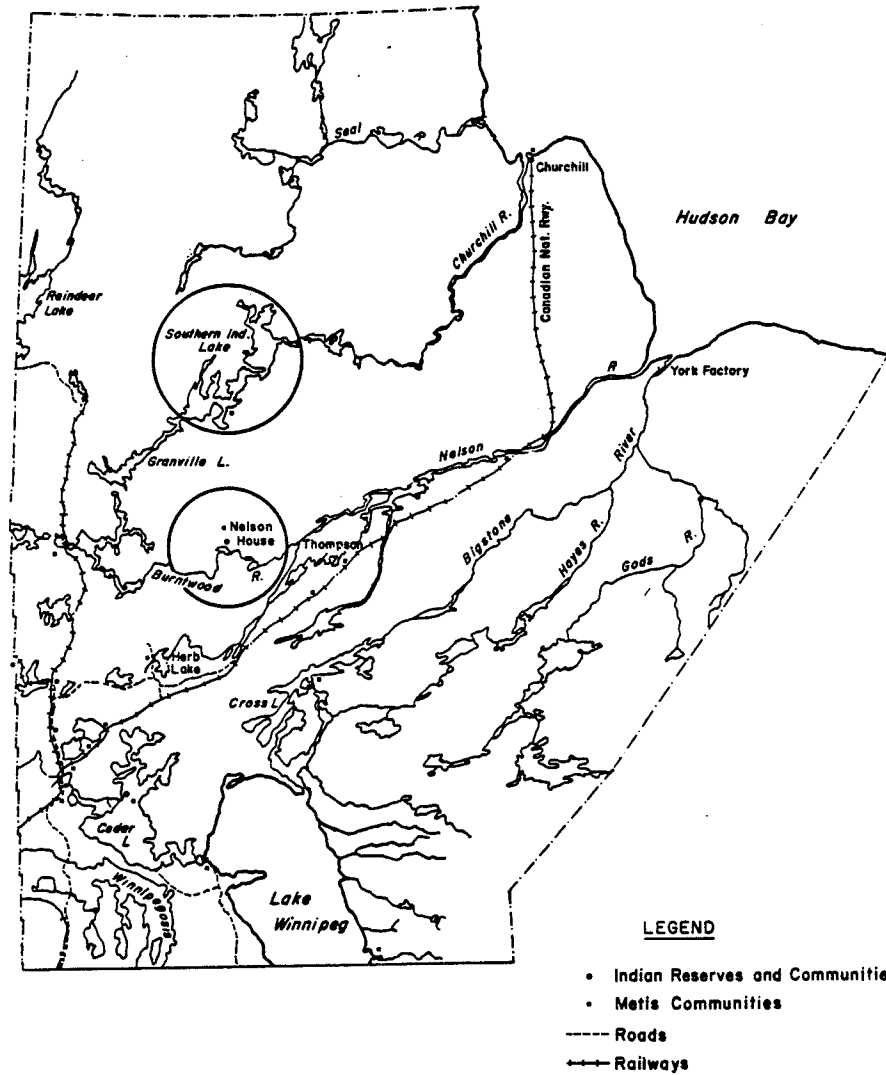 Seal R.
Churchill
Hudson Bay
Churchill R.
Canadian Nat. Rwy.
Reindeer
Lake
Southern Ind.
Lake
R
York Factory
Granville L.
Nelson
River
Nelson
House
Thompson
Bigstone
Hayes R.
Gods R.
Burntwood R.
Herb
Lake
Cross L.
Cedar
L
Winnipegosis
Lake
Winnipeg
LEGEND
Indian Reserves and Communitie
Metis Communities
Roads
Railways